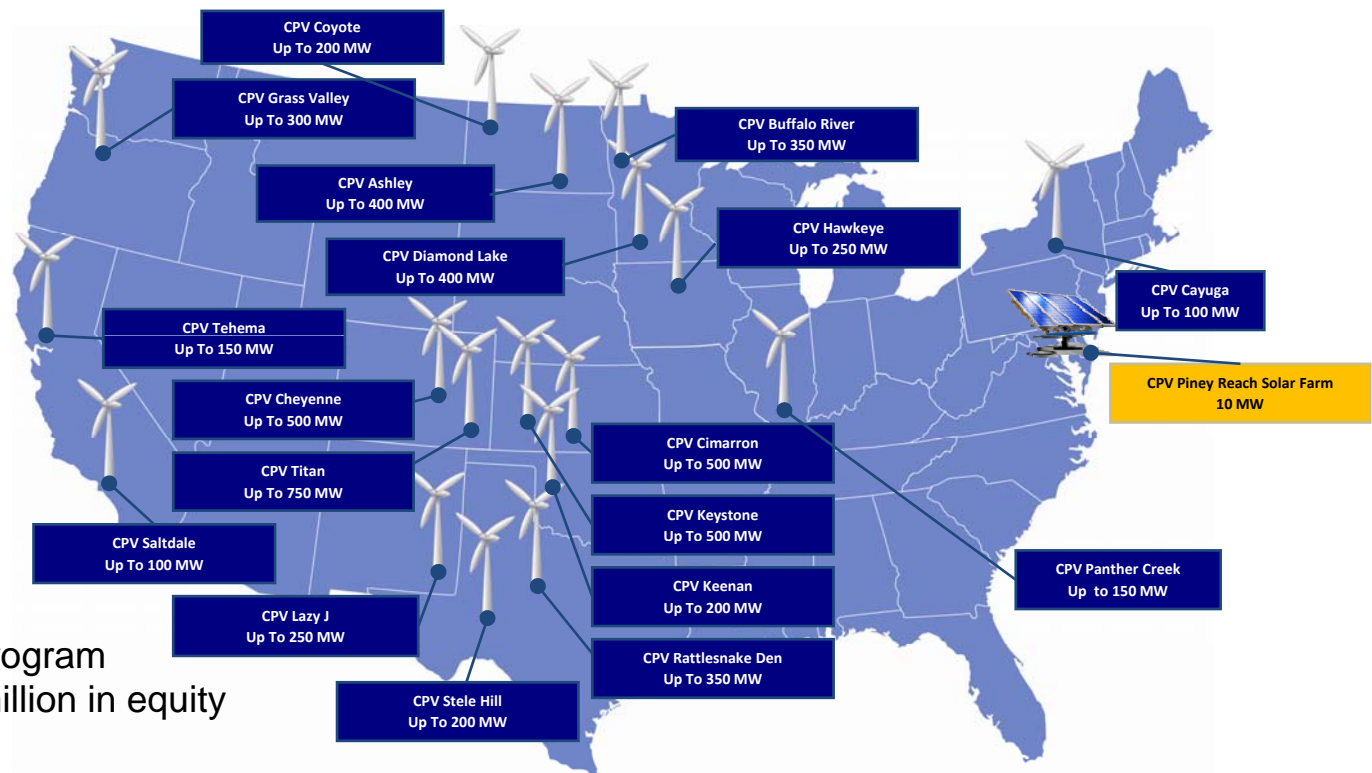 CPV Coyote
Up To 200 MW
CPV Grass Valley
Up To 300 MW
CPV Buffalo River
Up To 350 MW
CPV Ashley
Up To 400 MW
CPV Hawkeye
Up To 250 MW
CPV Diamond Lake
Up To 400 MW
CPV Cayuga
Up To 100 MW
CPV Tehema
Up To 150 MW
CPV Piney Reach Solar Farm
10 MW
CPV Cheyenne
Up To 500 MW
CPV Cimarron
Up To 500 MW
CPV Titan
Up To 750 MW
CPV Keystone
Up To 500 MW
CPV Saltdale
Up To 100 MW
CPV Panther Creek
Up to 150 MW
CPV Keenan
Up To 200 MW
CPV Lazy J
Up To 250 MW
CPV Rattlesnake Den
Up To 350 MW
CPV Stele Hill
Up To 200 MW
in equity